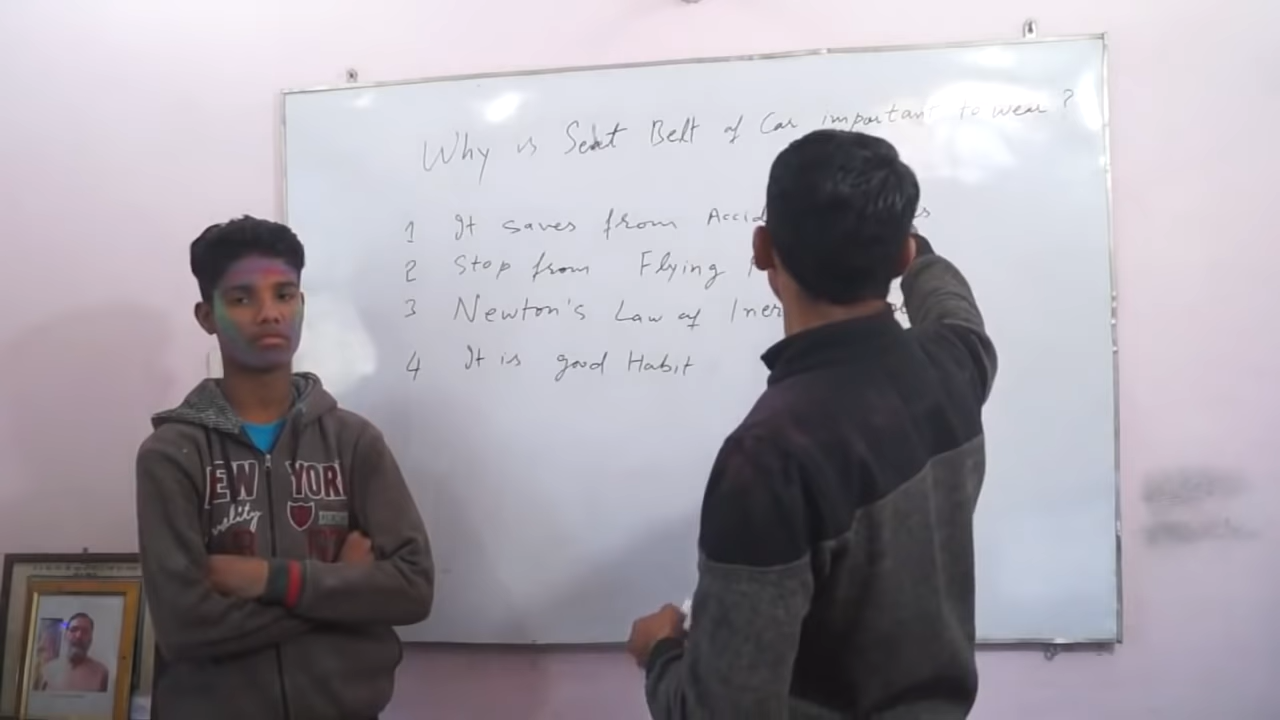 Why is Seat Belt of Car important to wear ?
1 It saves from
2 Stop from Flying
3 Newton's Law of
4 It is good Habit
EW YORK